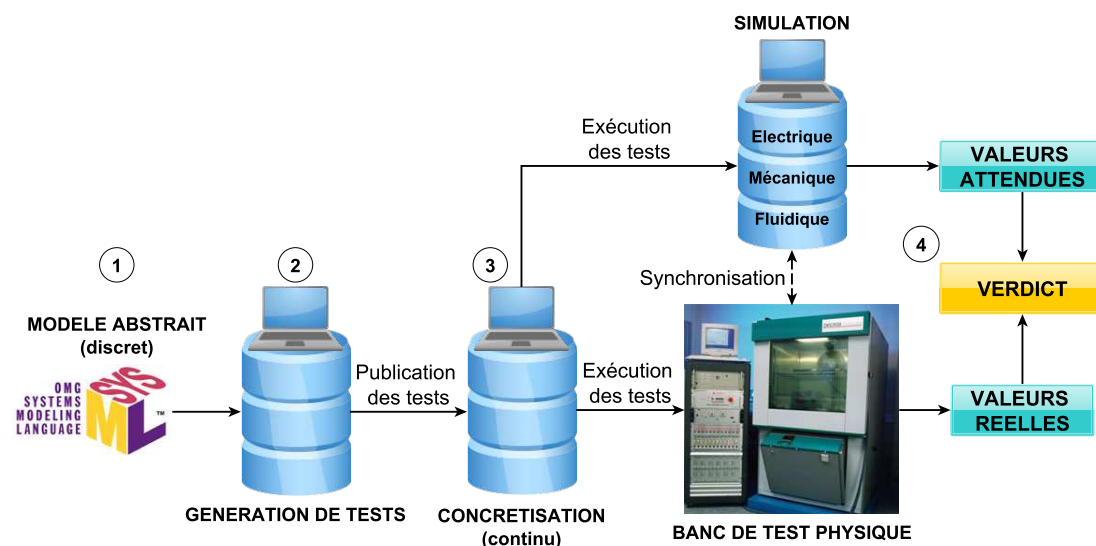 SIMULATION
Exécution
des tests
Electrique
Mécanique
Fluidique
VALEURS
ATTENDUES
1
2
3
4
Synchronisation
VERDICT
MODELE ABSTRAIT
(discret)
OMG
SYSTEMS
MODELING
LANGUAGE
SYS
ML
TM
Publication
des tests
Exécution
des tests
VALEURS
REELLES
GENERATION DE TESTS
CONCRETISATION
(continu)
BANC DE TEST PHYSIQUE